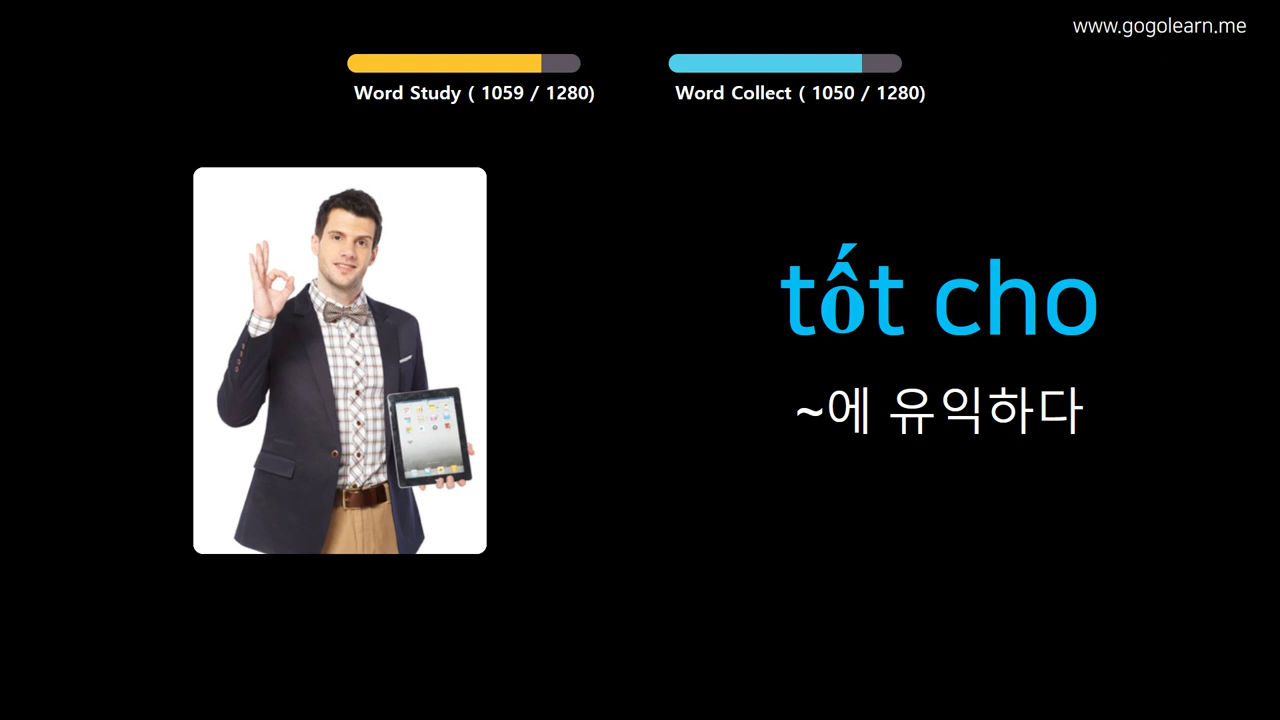 www.gogolearn.me
Word Study ( 1059 / 1280)
Word Collect ( 1050 / 1280)
tốt cho
~에 유익하다